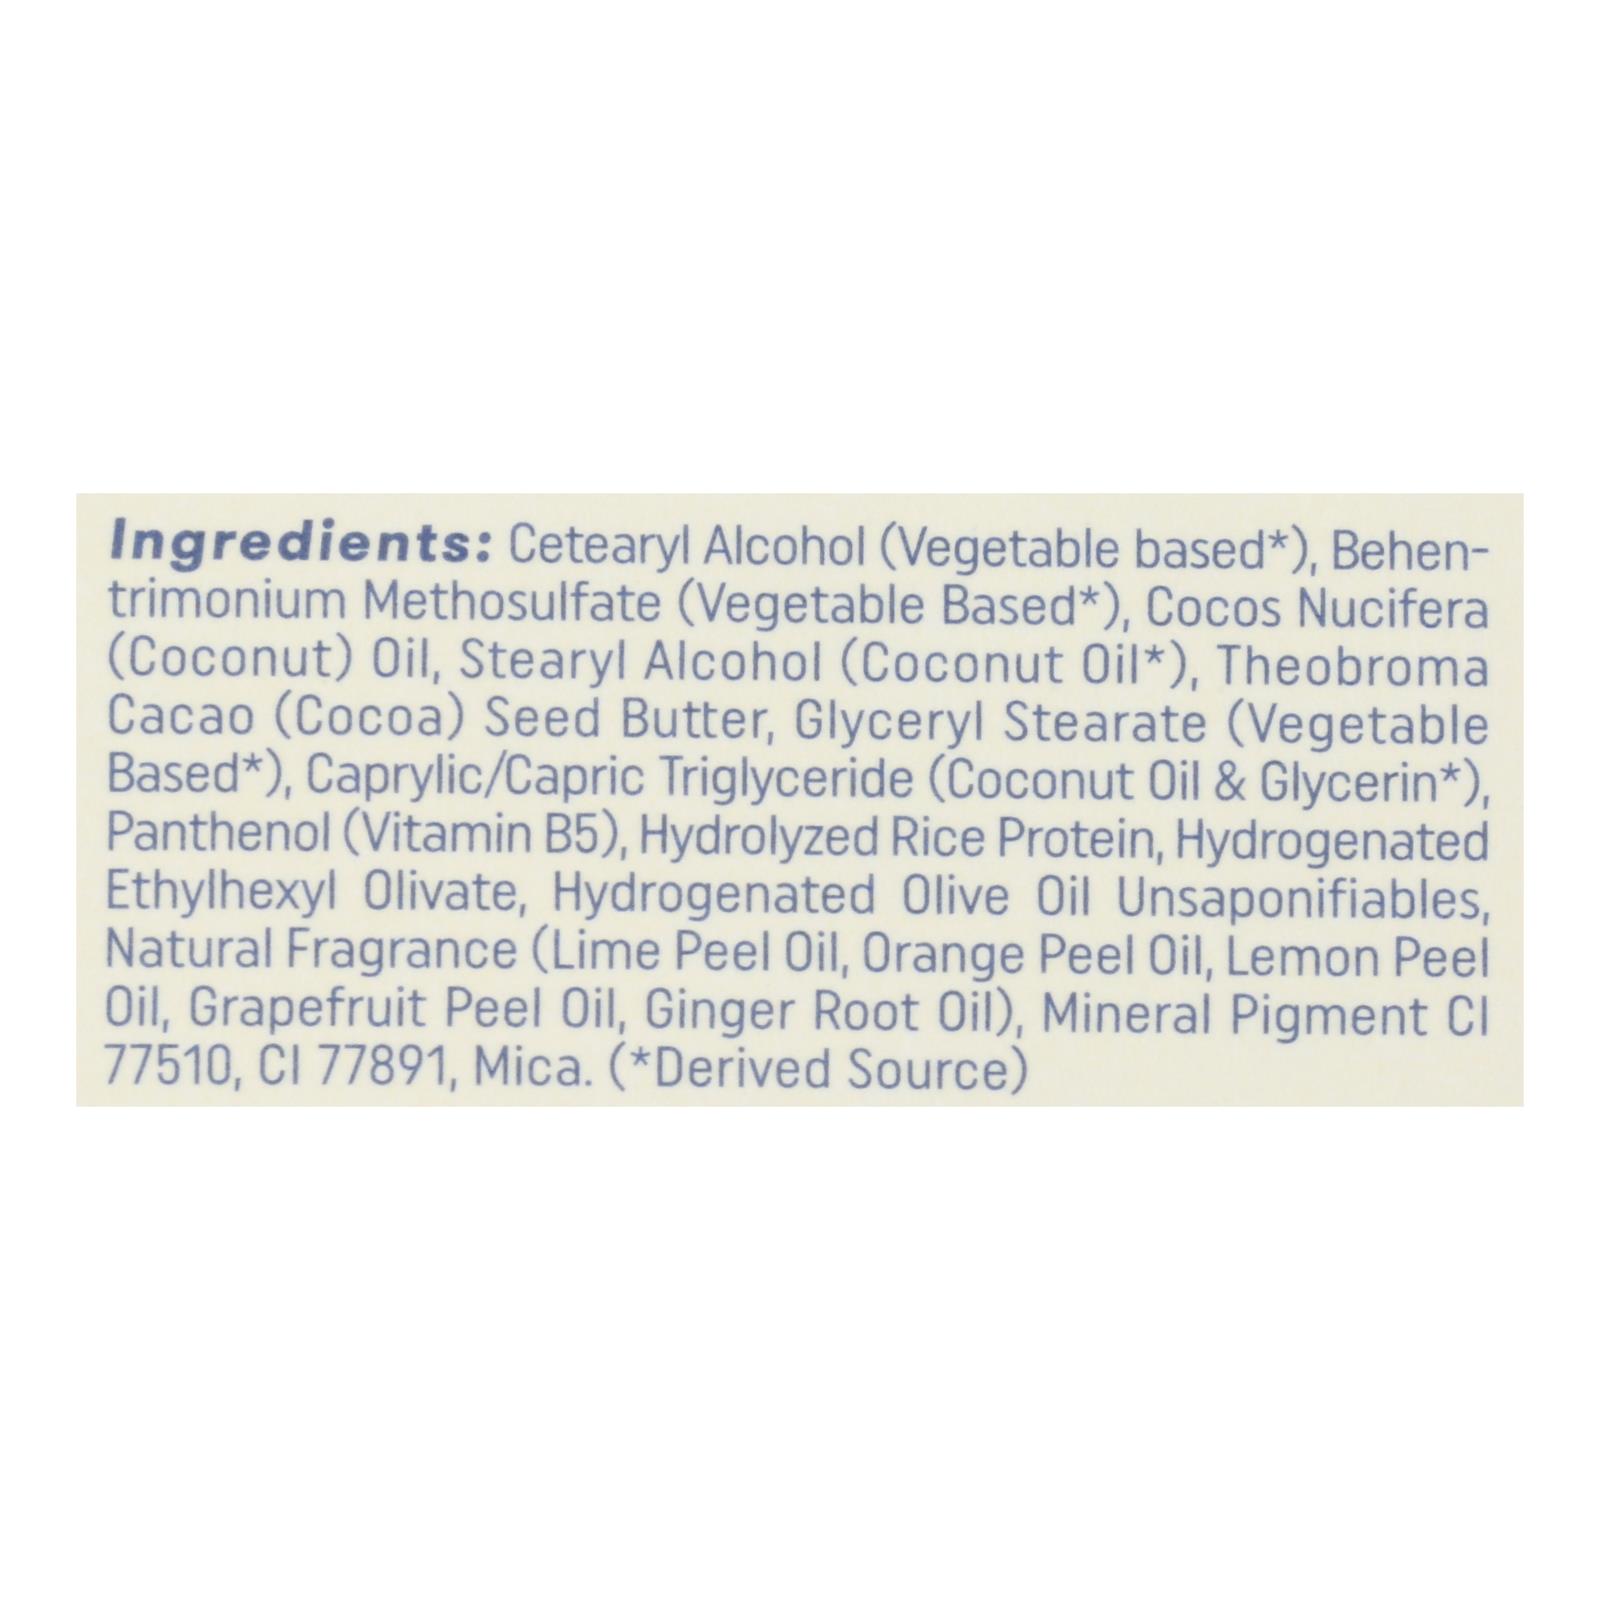 Ingredients: Cetearyl Alcohol (Vegetable based*), Behen-
trimonium Methosulfate (Vegetable Based*), Cocos Nucifera
(Coconut) Oil, Stearyl Alcohol (Coconut Oil*), Theobroma
Cacao (Cocoa) Seed Butter, Glyceryl Stearate (Vegetable
Based*), Caprylic/Capric Triglyceride (Coconut Oil & Glycerin*),
Panthenol (Vitamin B5), Hydrolyzed Rice Protein, Hydrogenated
Ethylhexyl Olivate, Hydrogenated Olive Oil Unsaponifiables,
Natural Fragrance (Lime Peel Oil, Orange Peel Oil, Lemon Peel
Oil, Grapefruit Peel Oil, Ginger Root Oil), Mineral Pigment CI
77510, CI 77891, Mica. (*Derived Source)